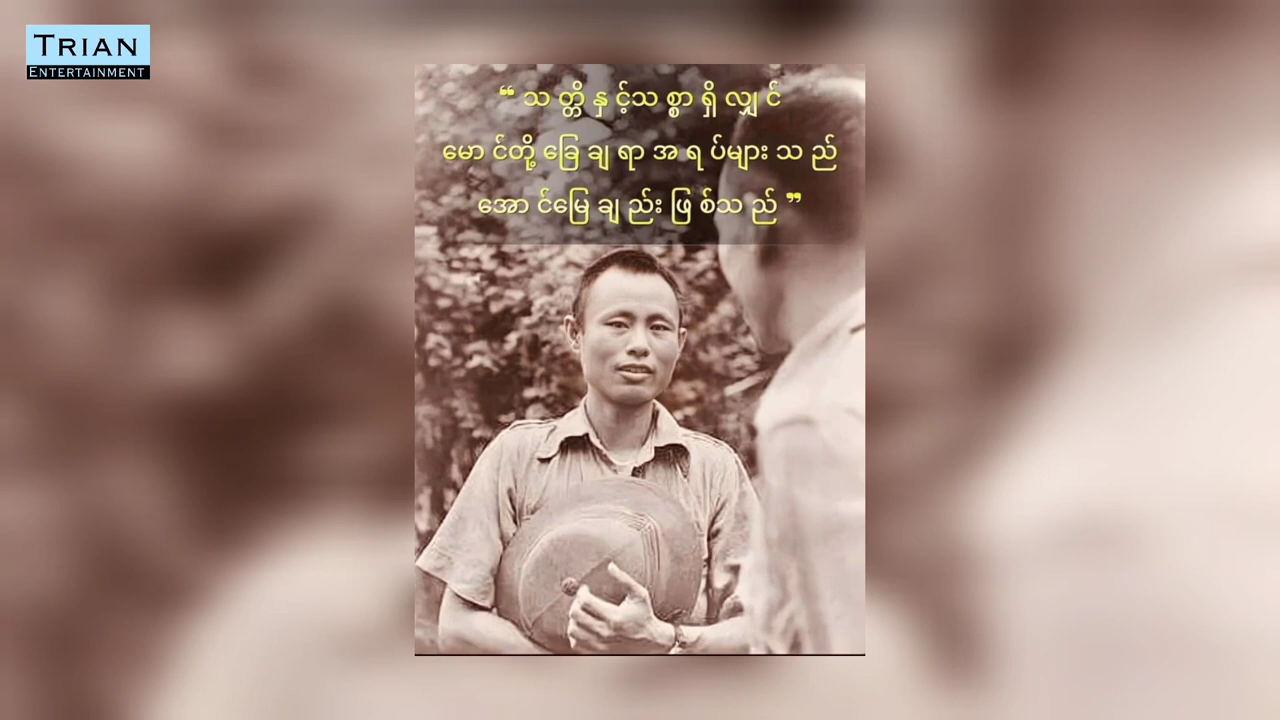 TRIAN
ENTERTAINMENT
❝ သတ္တိနှင့်သစ္စာရှိလျှင်
မောင်တို့ခြေချရာအရပ်များသည်
အောင်မြေချည်းဖြစ်သည် ❞